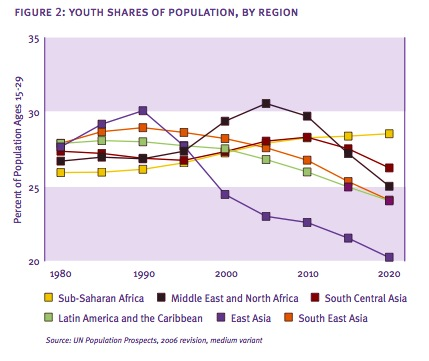 FIGURE 2: YOUTH SHARES OF POPULATION, BY REGION
Percent of Population Ages 15-29
35
30
25
20
1980 1990 2000 2010 2020
Sub-Saharan Africa Middle East and North Africa South Central Asia
Latin America and the Caribbean East Asia South East Asia
Source: UN Population Prospects, 2006 revision, medium variant